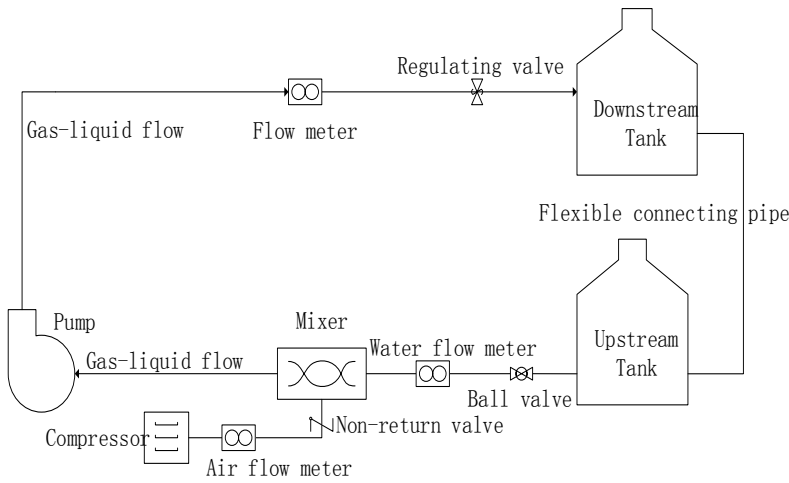 Regulating valve
Gas-liquid flow
Flow meter
Downstream
Tank
Flexible connecting pipe
Pump
Mixer
Gas-liquid flow
Water flow meter
Upstream
Tank
Ball valve
Compressor
Non-return valve
Air flow meter